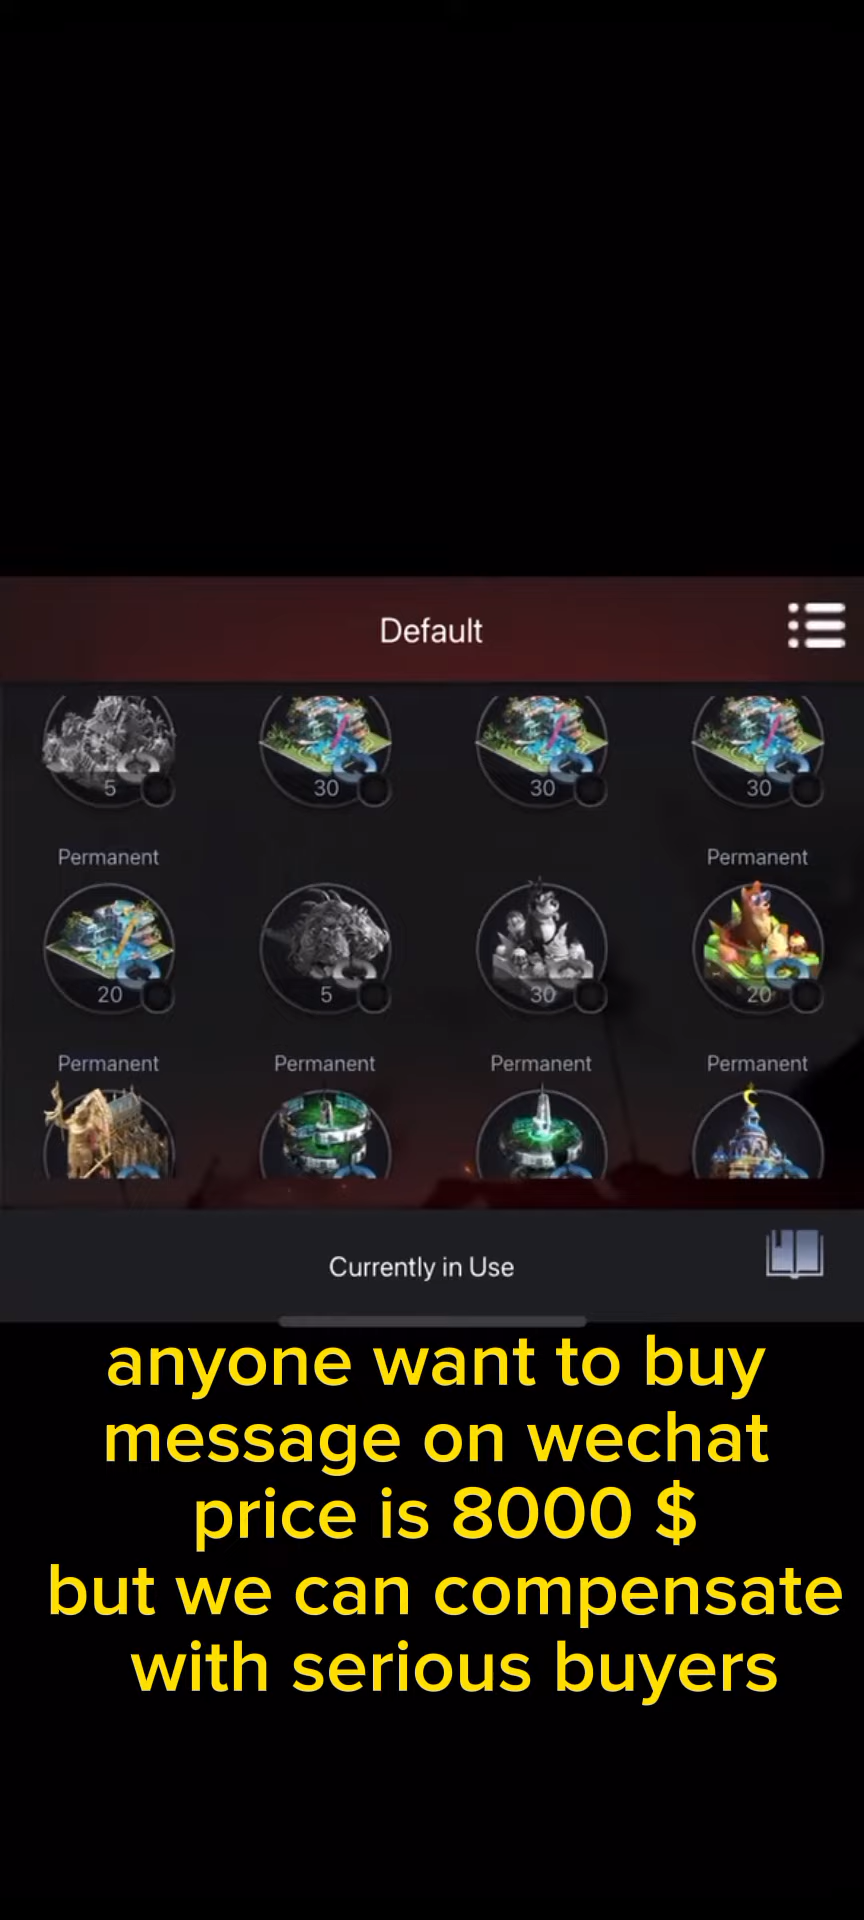 Default
5 30 30 30
Permanent Permanent
20 5 30 20
Permanent Permanent Permanent Permanent
Currently in Use
anyone want to buy
message on wechat
price is 8000 $
but we can compensate
with serious buyers